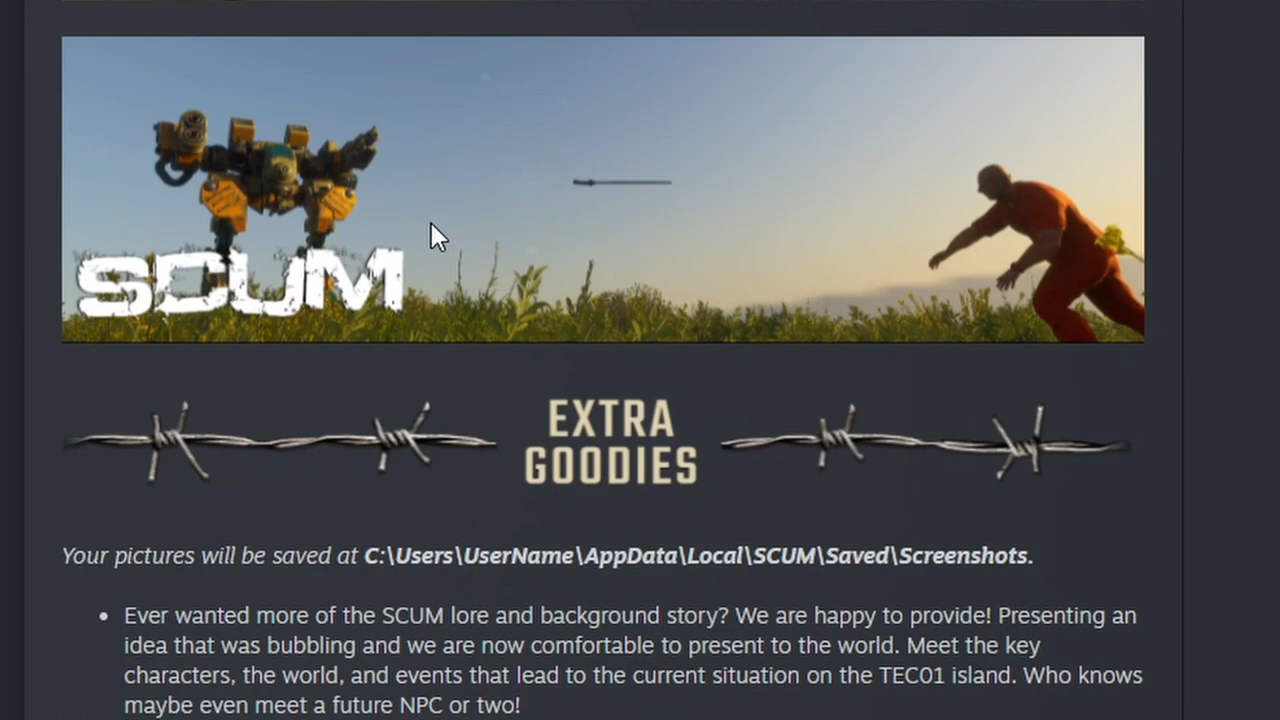 SCUM
EXTRA
GOODIES
Your pictures will be saved at C:\Users\UserName\AppData\Local\SCUM\Saved\Screenshots.
• Ever wanted more of the SCUM lore and background story? We are happy to provide! Presenting an
idea that was bubbling and we are now comfortable to present to the world. Meet the key
characters, the world, and events that lead to the current situation on the TEC01 island. Who knows
maybe even meet a future NPC or two!